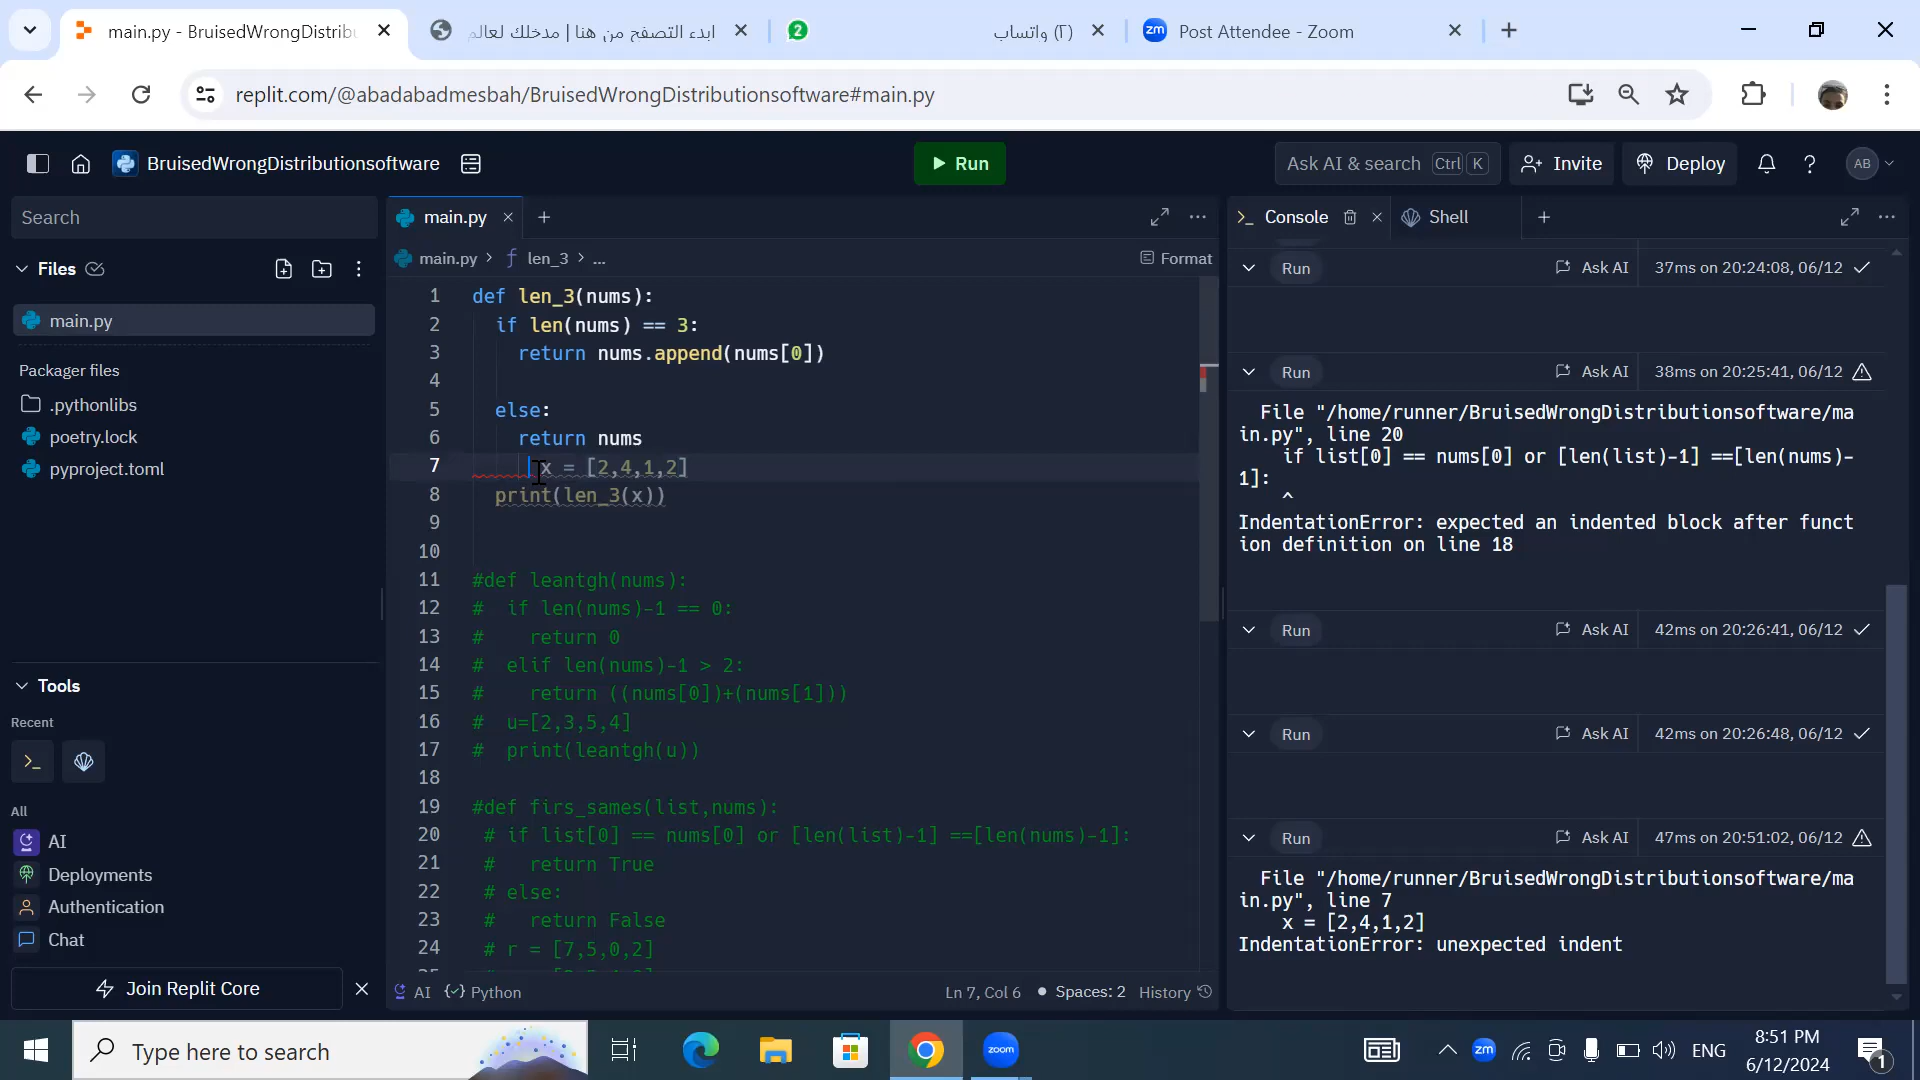 main.py - BruisedWrongDistribu
ابدء التصفح من هنا | مدخلك لعالم
2
(٢) واتساب
zm
Post Attendee - Zoom
replit.com/@abadabadmesbah/BruisedWrongDistributionsoftware#main.py
BruisedWrongDistributionsoftware
Run
Ask AI & search
Ctrl
K
Invite
Deploy
?
AB
Search
Files
main.py
Packager files
.pythonlibs
poetry.lock
pyproject.toml
Tools
Recent
All
AI
Deployments
Authentication
Chat
Join Replit Core
main.py
main.py > len_3 > ...
Format
1 def len_3(nums):
2 if len(nums) == 3:
3 return nums.append(nums[0])
4
5 else:
6 return nums
7 x = [2,4,1,2]
8 print(len_3(x))
9
10
11 #def leantgh(nums):
12 # if len(nums)-1 == 0:
13 # return 0
14 # elif len(nums)-1 > 2:
15 # return ((nums[0])+(nums[1]))
16 # u=[2,3,5,4]
17 # print(leantgh(u))
18
19 #def firs_sames(list,nums):
20 # if list[0] == nums[0] or [len(list)-1] ==[len(nums)-1]:
21 # return True
22 # else:
23 # return False
24 # r = [7,5,0,2]
AI
Python
Ln 7, Col 6
Spaces: 2
History
Console
Shell
Run
Ask AI
37ms on 20:24:08, 06/12
Run
Ask AI
38ms on 20:25:41, 06/12
File "/home/runner/BruisedWrongDistributionsoftware/ma
in.py", line 20
if list[0] == nums[0] or [len(list)-1] ==[len(nums)-
1]:
^
IndentationError: expected an indented block after funct
ion definition on line 18
Run
Ask AI
42ms on 20:26:41, 06/12
Run
Ask AI
42ms on 20:26:48, 06/12
Run
Ask AI
47ms on 20:51:02, 06/12
File "/home/runner/BruisedWrongDistributionsoftware/ma
in.py", line 7
x = [2,4,1,2]
IndentationError: unexpected indent
Type here to search
zoom
zm
ENG
8:51 PM
6/12/2024
1